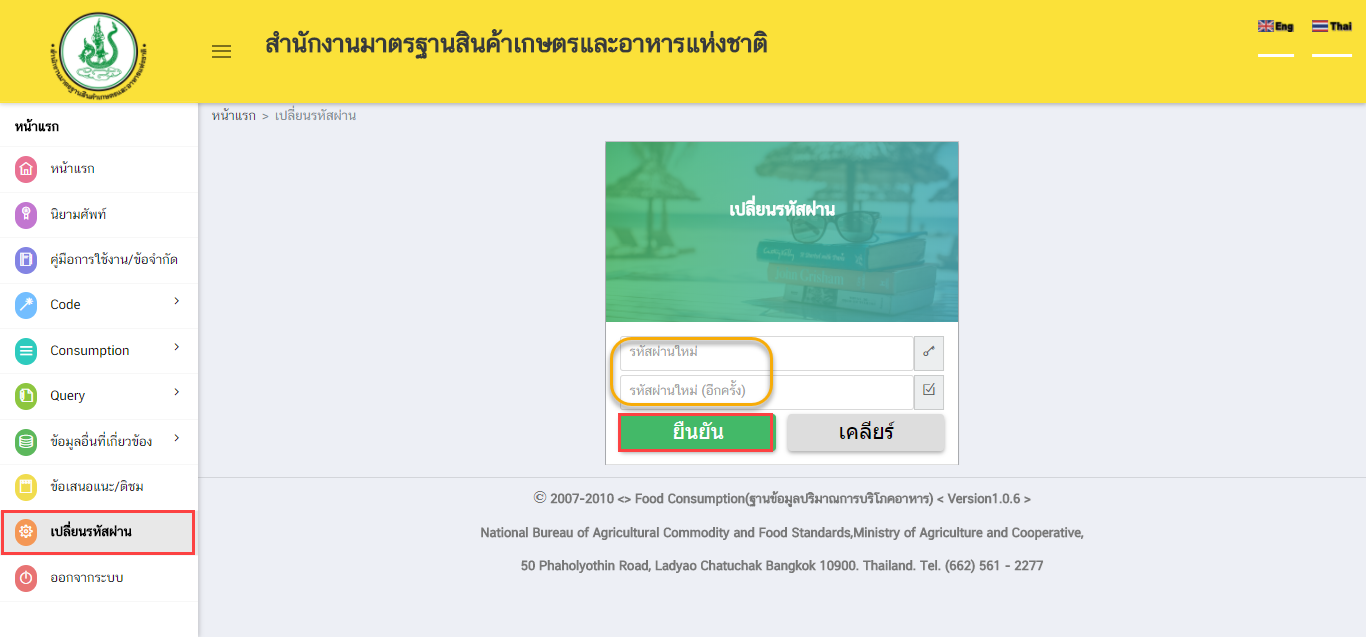 สำนักงานมาตรฐานสินค้าเกษตรและอาหารแห่งชาติ
Eng
Thai
หน้าแรก > เปลี่ยนรหัสผ่าน
หน้าแรก
หน้าแรก
นิยามศัพท์
คู่มือการใช้งาน/ข้อจำกัด
Code
Consumption
Query
ข้อมูลอื่นที่เกี่ยวข้อง
ข้อเสนอแนะ/ติชม
เปลี่ยนรหัสผ่าน
ออกจากระบบ
เปลี่ยนรหัสผ่าน
รหัสผ่านใหม่
รหัสผ่านใหม่ (อีกครั้ง)
ยืนยัน
เคลียร์
© 2007-2010 <> Food Consumption(ฐานข้อมูลปริมาณการบริโภคอาหาร) < Version1.0.6 >
National Bureau of Agricultural Commodity and Food Standards,Ministry of Agriculture and Cooperative,
50 Phaholyothin Road, Ladyao Chatuchak Bangkok 10900. Thailand. Tel. (662) 561 - 2277